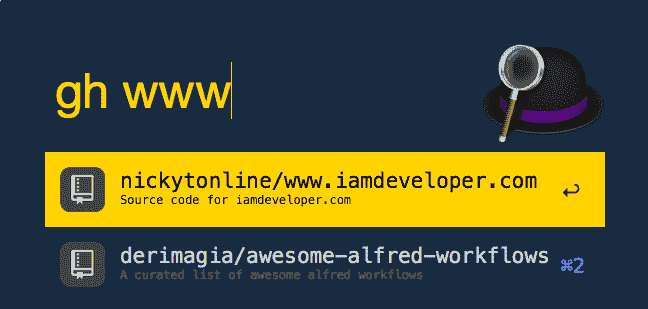 gh www
nickytonline/www.iamdeveloper.com
Source code for iamdeveloper.com
derimagia/awesome-alfred-workflows
A curated list of awesome alfred workflows
⌘2